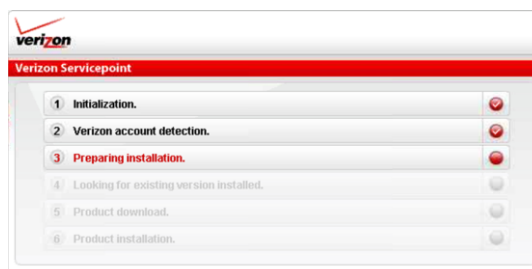 verizon
Verizon Servicepoint
1 Initialization.
2 Verizon account detection.
3 Preparing installation.
4 Looking for existing version installed.
5 Product download.
6 Product installation.